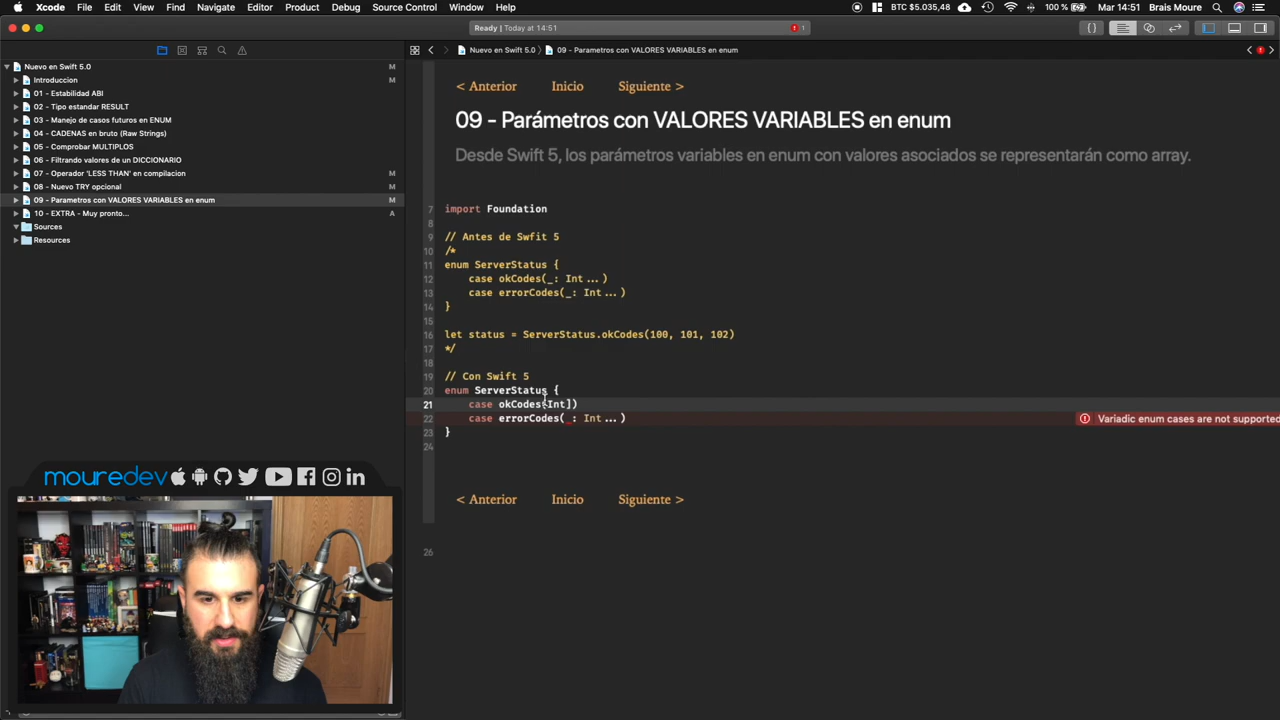 Xcode File Edit View Find Navigate Editor Product Debug Source Control Window Help BTC $5.035,48 100 % Mar 14:51 Brais Moure
Ready | Today at 14:51 1
Nuevo en Swift 5.0 09 - Parametros con VALORES VARIABLES en enum
Nuevo en Swift 5.0 M
Introduccion M
01 - Estabilidad ABI
02 - Tipo estandar RESULT
03 - Manejo de casos futuros en ENUM
04 - CADENAS en bruto (Raw Strings)
05 - Comprobar MULTIPLOS
06 - Filtrando valores de un DICCIONARIO
07 - Operador 'LESS THAN' en compilacion M
08 - Nuevo TRY opcional M
09 - Parametros con VALORES VARIABLES en enum M
10 - EXTRA - Muy pronto... A
Sources
Resources
< Anterior Inicio Siguiente >
09 - Parámetros con VALORES VARIABLES en enum
Desde Swift 5, los parámetros variables en enum con valores asociados se representarán como array.
7 import Foundation
8
9 // Antes de Swfit 5
10 /*
11 enum ServerStatus {
12 case okCodes(_: Int...)
13 case errorCodes(_: Int...)
14 }
15
16 let status = ServerStatus.okCodes(100, 101, 102)
17 */
18
19 // Con Swift 5
20 enum ServerStatus {
21 case okCodes[Int])
22 case errorCodes(_: Int...) Variadic enum cases are not supported
23 }
24
< Anterior Inicio Siguiente >
26
mouredev